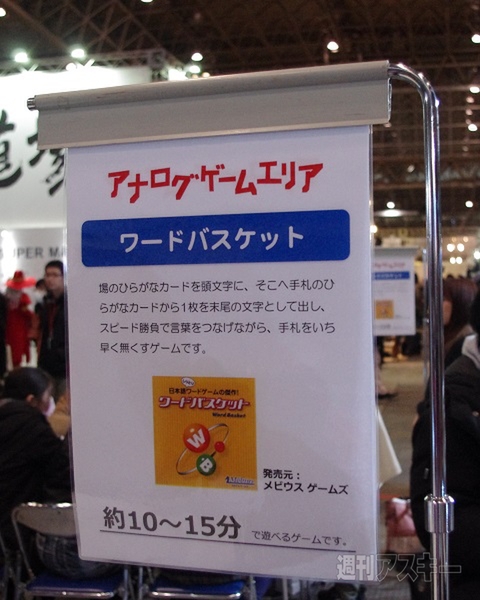 アナログゲームエリア
ワードバスケット
場のひらがなカードを頭文字に、そこへ手札のひ
らがなカードから1枚を末尾の文字として出し、
スピード勝負で言葉をつなげながら、手札をいち
早く無くすゲームです。
日本語ワードゲームの傑作!
ワードバスケット
Word Basket
W
B
発売元：
メビウス ゲームズ
約10～15分 で遊べるゲームです。
SUPER MA
週刊アスキー